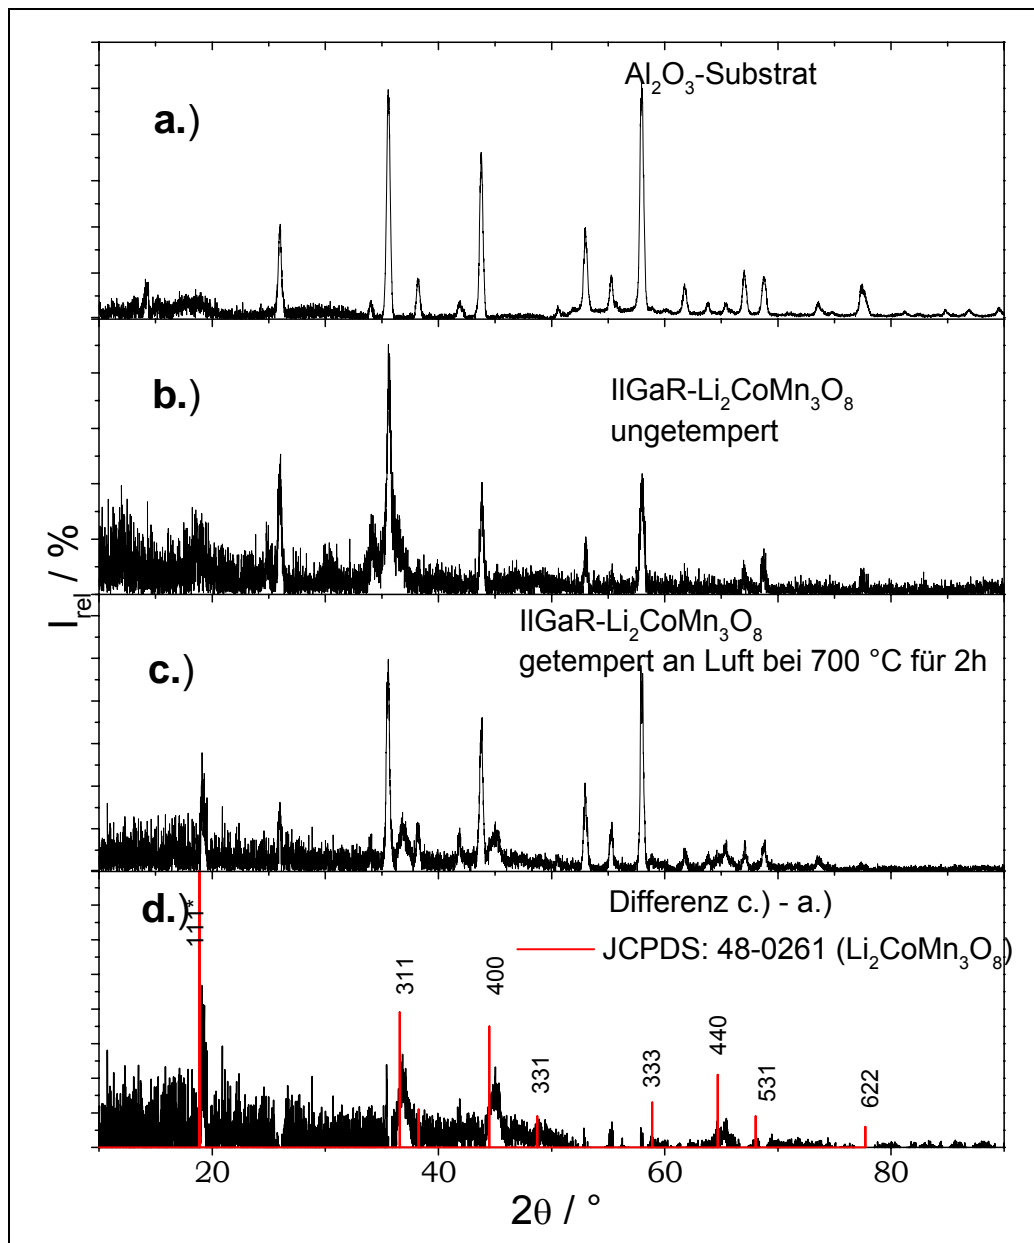 Al₂O₃-Substrat
a.)
b.)
IlGaR-Li₂CoMn₃O₈
ungetempert
I_rel / %
IlGaR-Li₂CoMn₃O₈
getempert an Luft bei 700 °C für 2h
c.)
d.)
Differenz c.) - a.)
JCPDS: 48-0261 (Li₂CoMn₃O₈)
111*
311
400
331
333
440
531
622
20 40 60 80
2θ / °